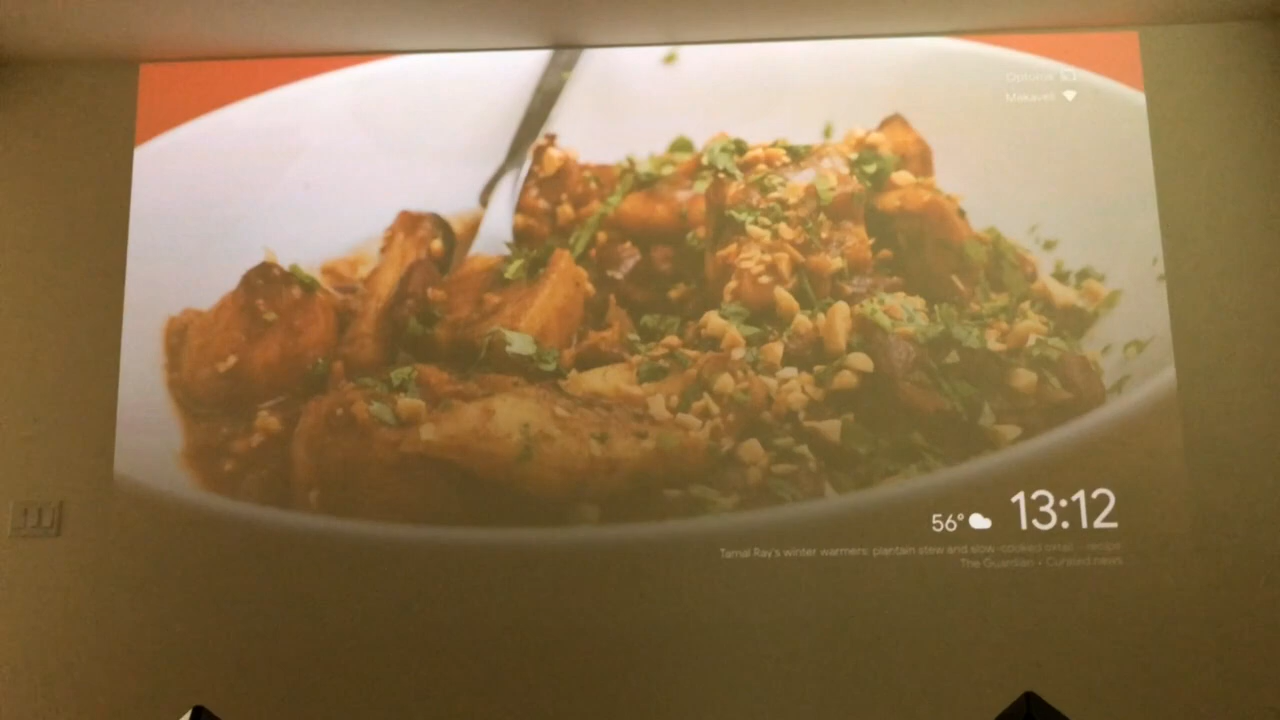 Optoma
Makaveli
56° 13:12
Tamal Ray's winter warmers: plantain stew and slow-cooked oxtail – recipe
The Guardian • Curated news